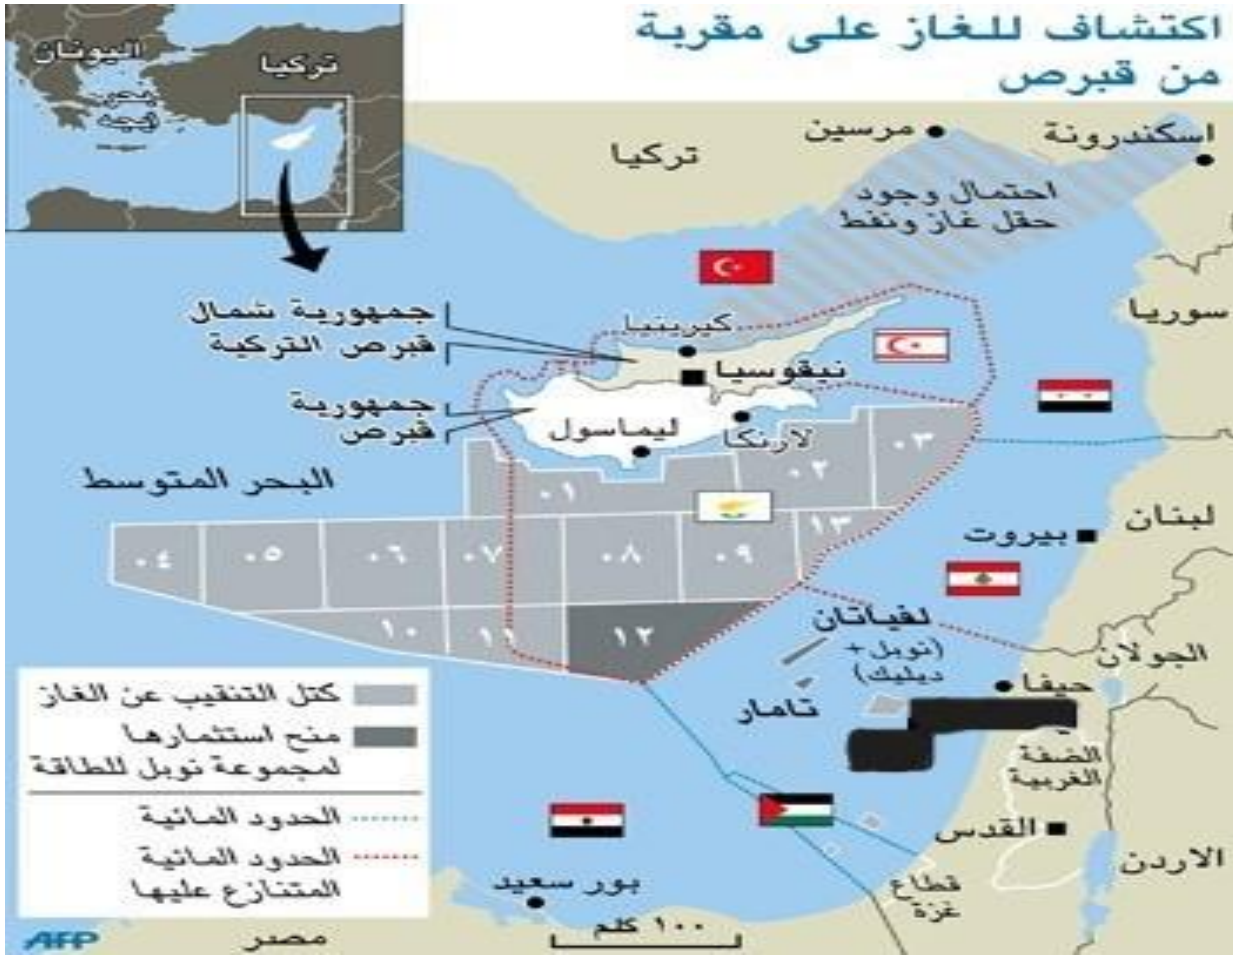 اكتشاف للغاز على مقربة
من قبرص
اليونان
تركيا
بحر
ايجه
تركيا
مرسين
اسكندرونة
احتمال وجود
حقل غاز ونفط
سوريا
جمهورية شمال
قبرص التركية
كيرينيا
نيقوسيا
جمهورية
قبرص
ليماسول
لارنكا
البحر المتوسط
٠١
٠٢
٠٣
٠٤
٠٥
٠٦
٠٧
٠٨
٠٩
١٣
١٠
١١
١٢
لبنان
بيروت
لفياتان
(نوبل+
ديليك)
الجولان
حيفا
تامار
الضفة
الغربية
القدس
الاردن
قطاع
غزة
بور سعيد
مصر
١٠٠ كلم
كتل التنقيب عن الغاز
منح استثمارها
لمجموعة نوبل للطاقة
الحدود المائية
الحدود المائية
المتنازع عليها
AFP